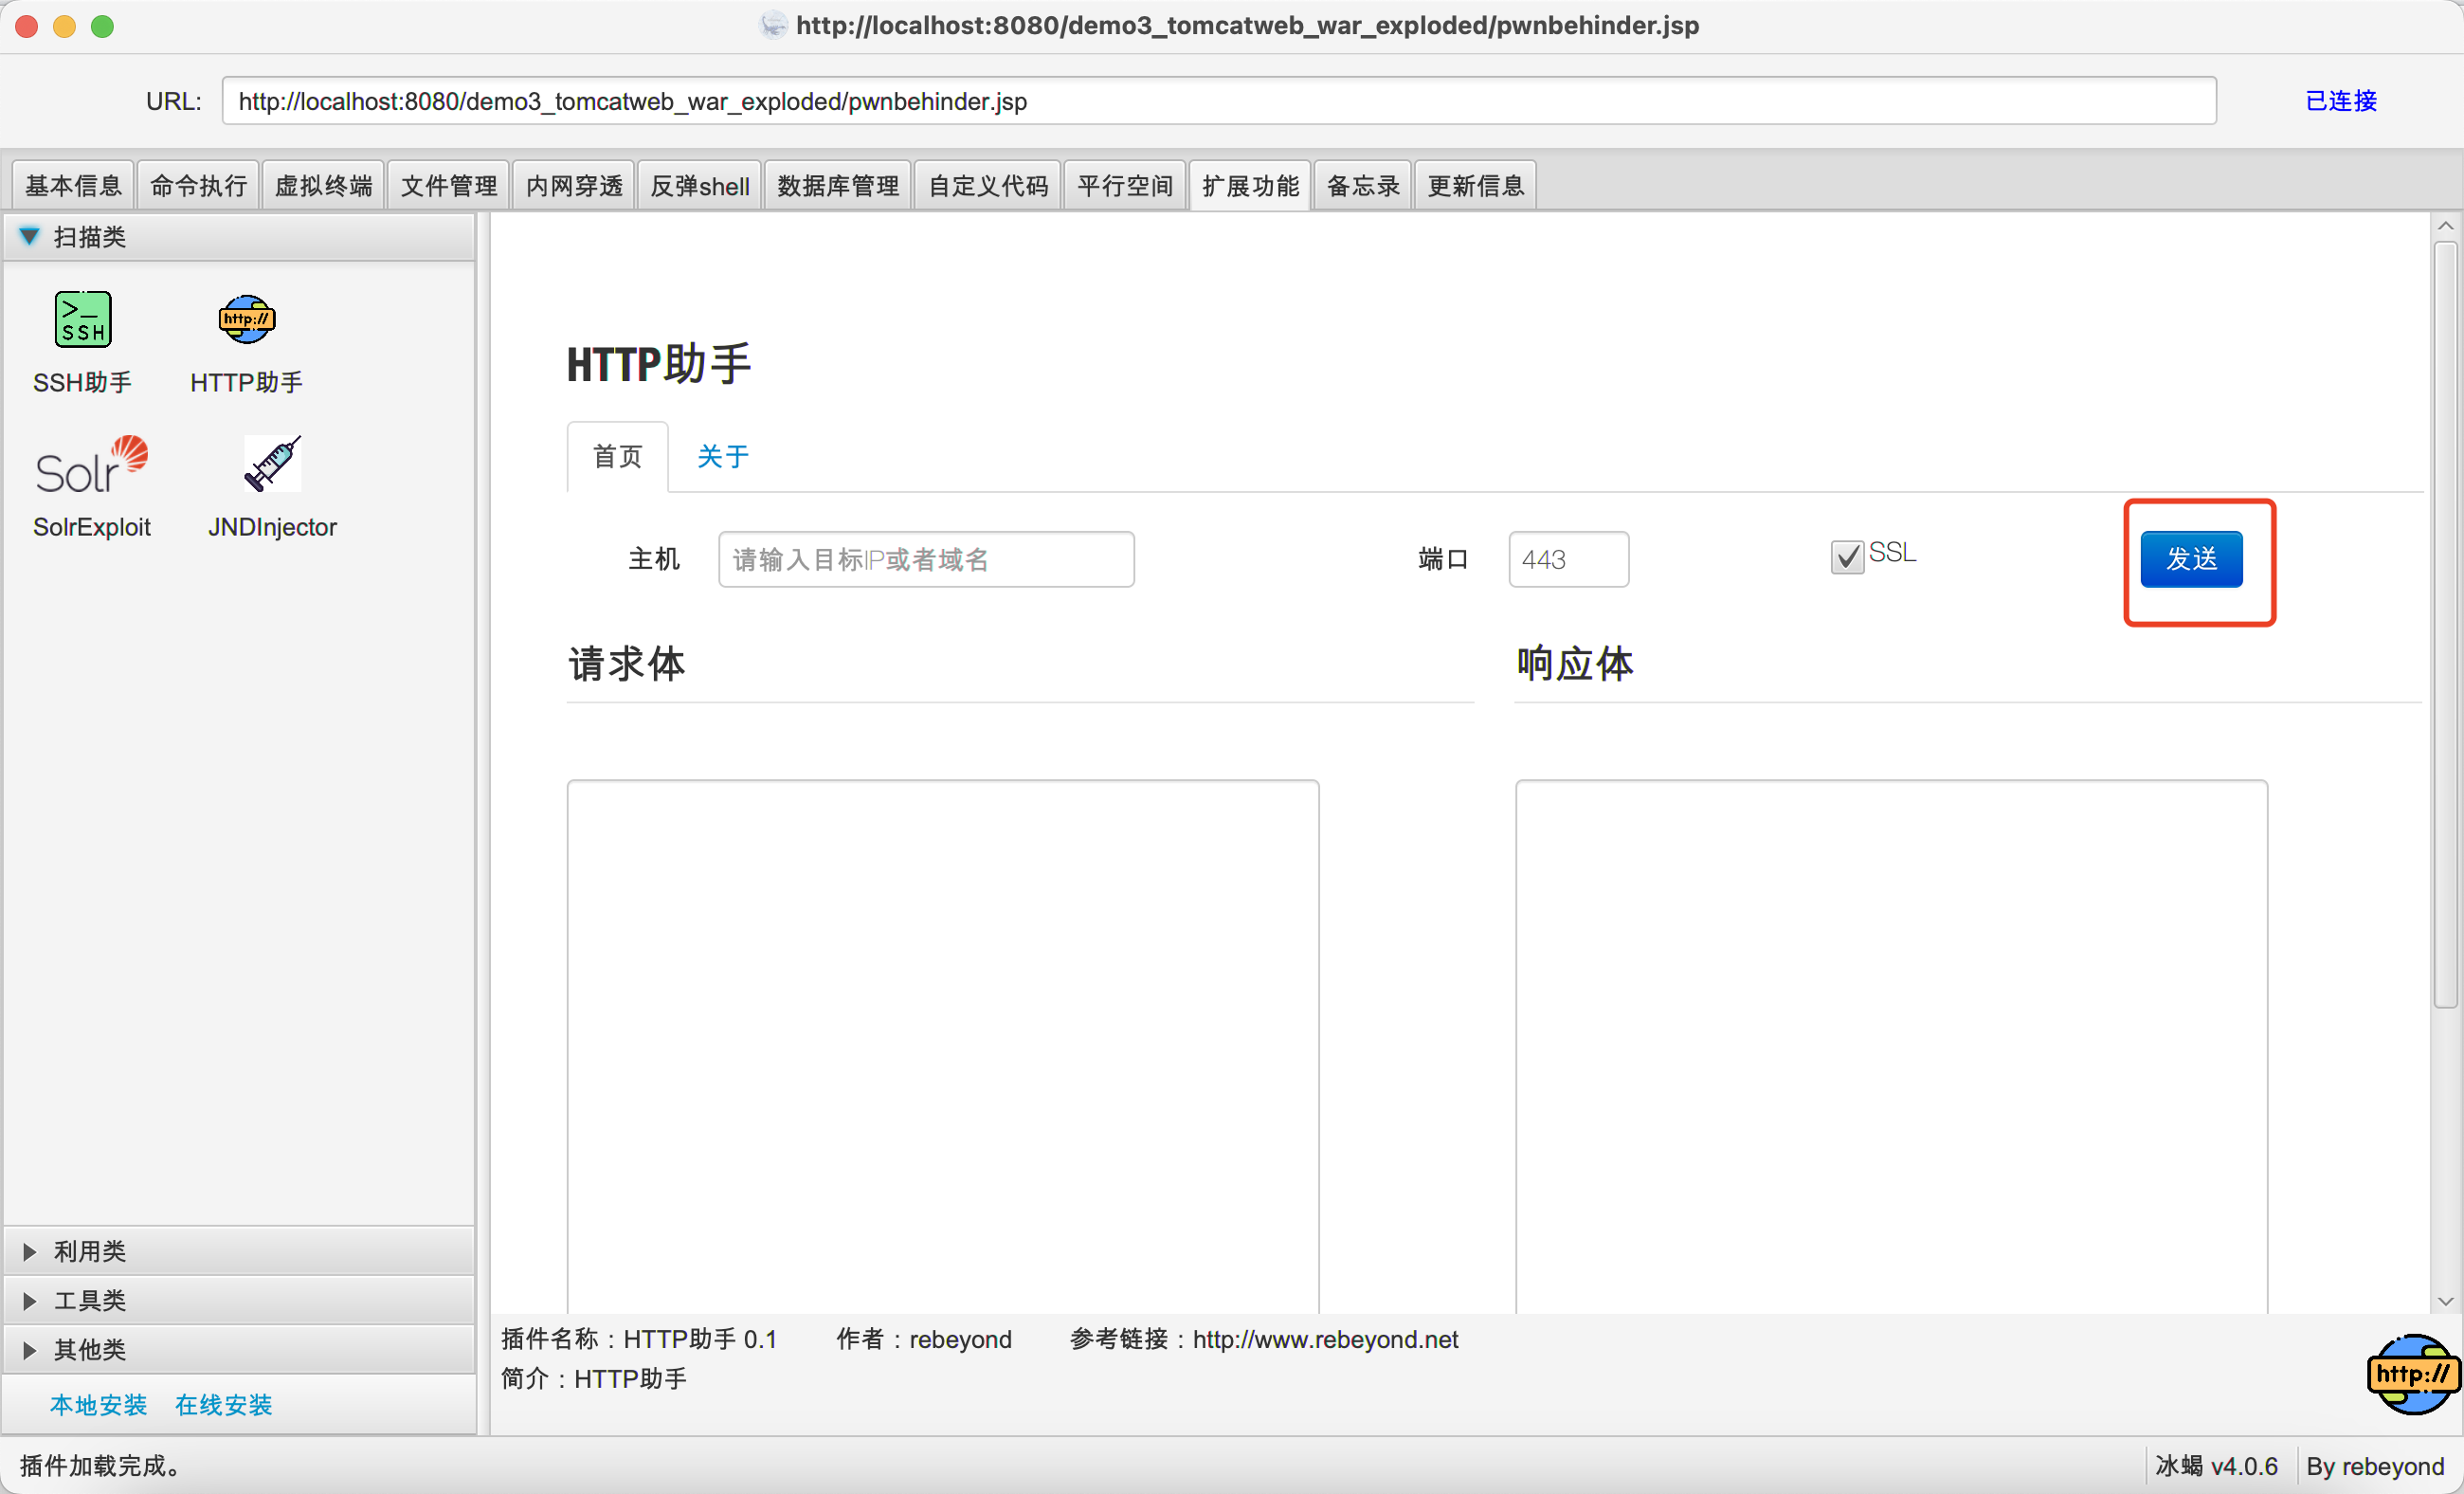 http://localhost:8080/demo3_tomcatweb_war_exploded/pwnbehinder.jsp
URL: http://localhost:8080/demo3_tomcatweb_war_exploded/pwnbehinder.jsp 已连接
基本信息 命令执行 虚拟终端 文件管理 内网穿透 反弹shell 数据库管理 自定义代码 平行空间 扩展功能 备忘录 更新信息
扫描类
>_
SSH
http://
SSH助手 HTTP助手
Solr
SolrExploit JNDInjector
利用类
工具类
其他类
本地安装 在线安装
HTTP助手
首页 关于
主机 请输入目标IP或者域名 端口 443 SSL 发送
请求体 响应体
插件名称：HTTP助手 0.1 作者：rebeyond 参考链接：http://www.rebeyond.net
简介：HTTP助手
http://
插件加载完成。 冰蝎 v4.0.6 By rebeyond